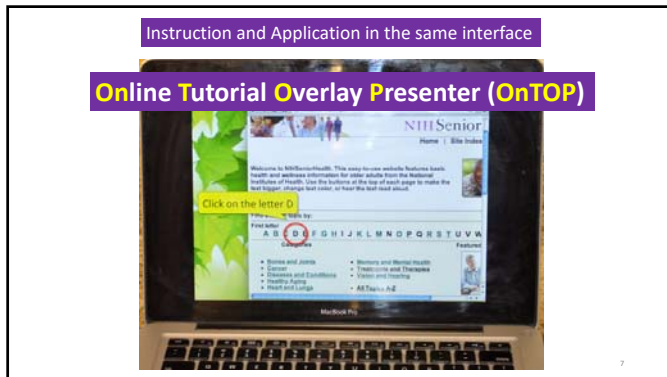 Instruction and Application in the same interface
Online Tutorial Overlay Presenter (OnTOP)
NIHSenior
Home | Site Index
Welcome to NIHSeniorHealth. This easy-to-use website features basic
health and wellness information for older adults from the National
Institutes of Health. Use the buttons at the top of each page to make the
text bigger, change text color, or hear the text read aloud.
Click on the letter D
by:
First letter
A B C D E F G H I J K L M N O P Q R S T U V W
Categories
Featured
• Bones and Joints
• Cancer
• Diseases and Conditions
• Healthy Aging
• Heart and Lungs
• Memory and Mental Health
• Treatments and Therapies
• Vision and Hearing
• All Topics A-Z
MacBook Pro
7